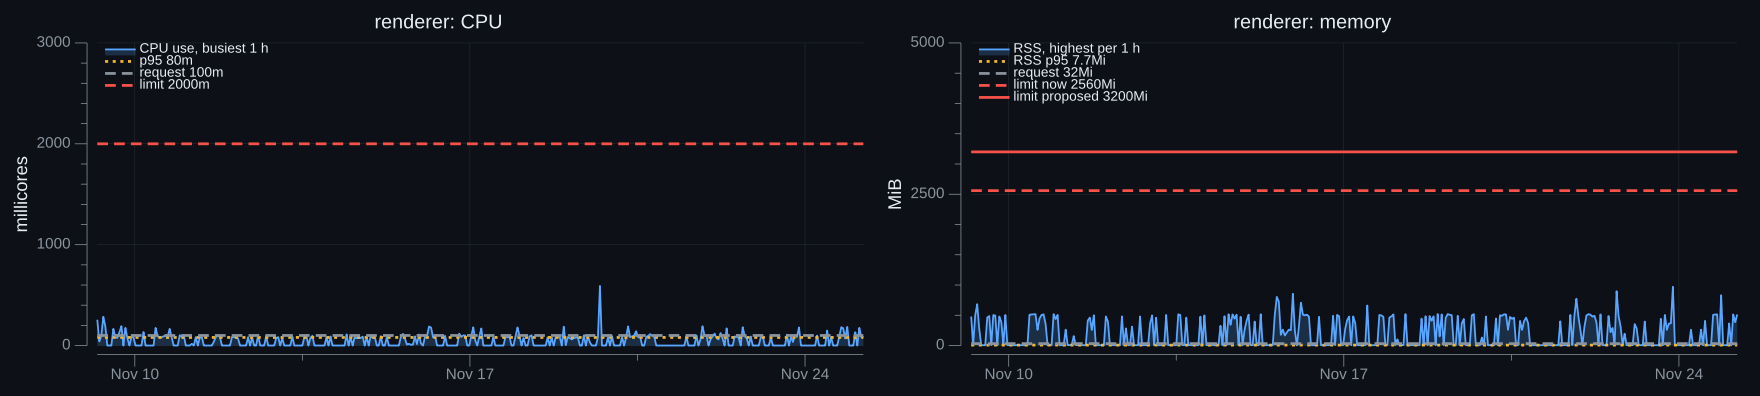 renderer: CPU
3000
2000
1000
0
millicores
CPU use, busiest 1 h
p95 80m
request 100m
limit 2000m
Nov 10
Nov 17
Nov 24
renderer: memory
5000
2500
0
MiB
RSS, highest per 1 h
RSS p95 7.7Mi
request 32Mi
limit now 2560Mi
limit proposed 3200Mi
Nov 10
Nov 17
Nov 24